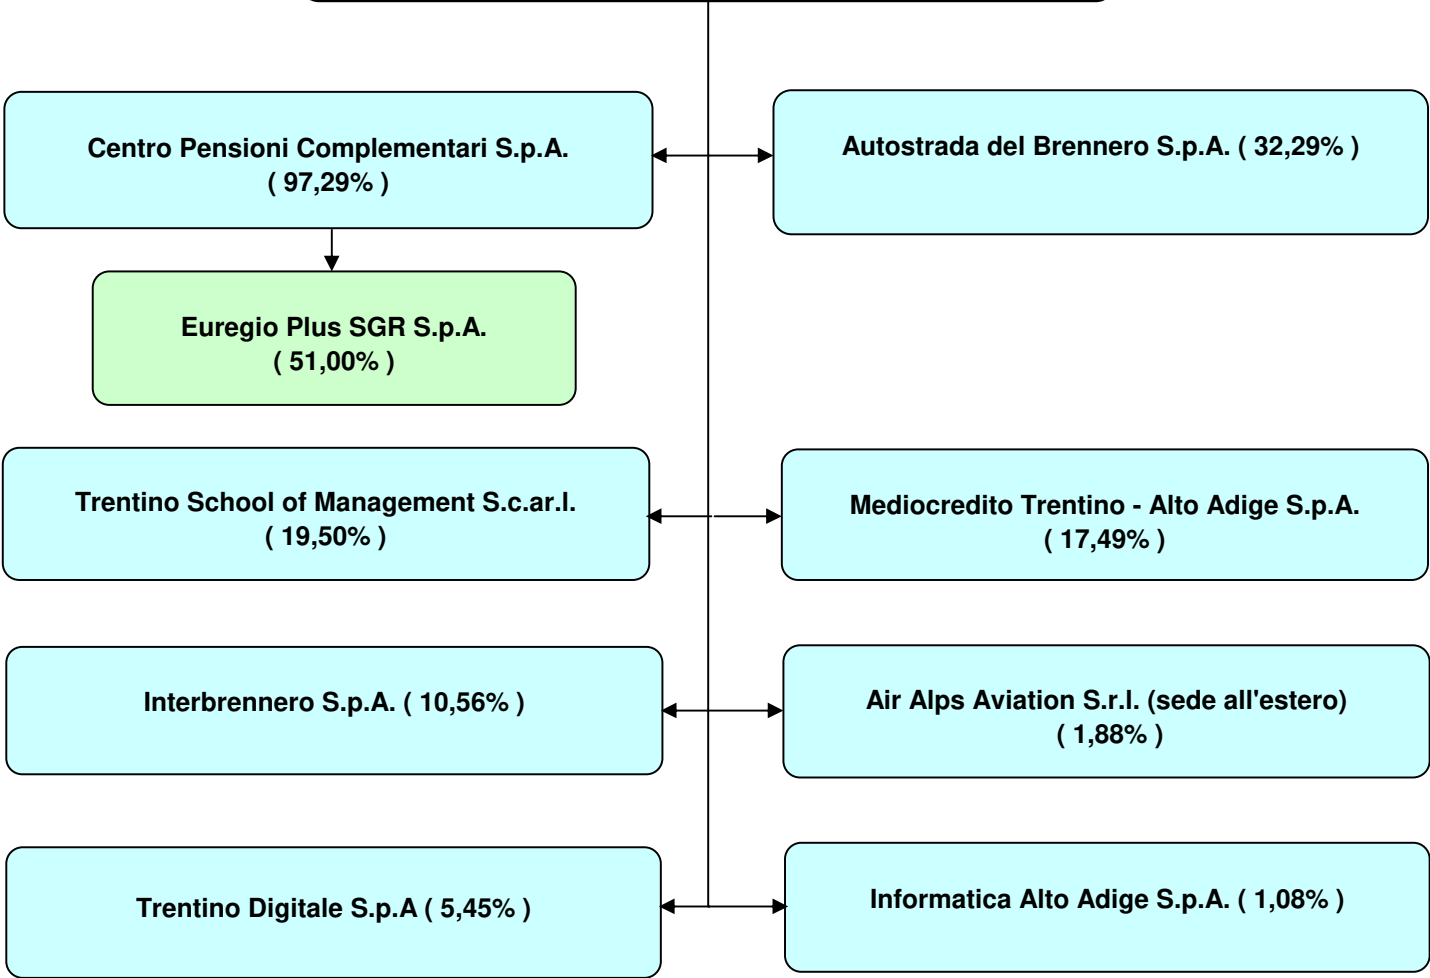 Centro Pensioni Complementari S.p.A.
( 97,29% )
Autostrada del Brennero S.p.A. ( 32,29% )
Euregio Plus SGR S.p.A.
( 51,00% )
Trentino School of Management S.c.ar.l.
( 19,50% )
Mediocredito Trentino - Alto Adige S.p.A.
( 17,49% )
Interbrennero S.p.A. ( 10,56% )
Air Alps Aviation S.r.l. (sede all'estero)
( 1,88% )
Trentino Digitale S.p.A ( 5,45% )
Informatica Alto Adige S.p.A. ( 1,08% )